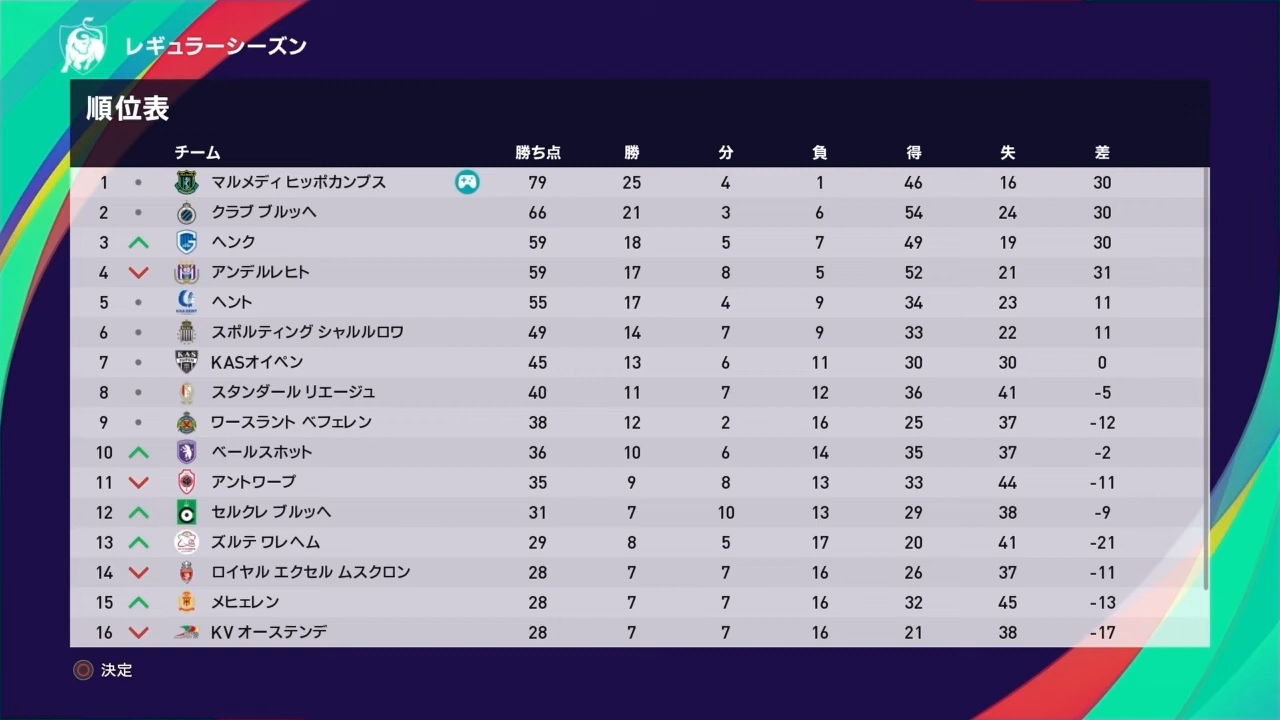 レギュラーシーズン
順位表
チーム 勝ち点 勝 分 負 得 失 差
1 マルメディ ヒッポカンプス 79 25 4 1 46 16 30
2 クラブ ブルッヘ 66 21 3 6 54 24 30
3 ヘンク 59 18 5 7 49 19 30
4 アンデルレヒト 59 17 8 5 52 21 31
5 ヘント 55 17 4 9 34 23 11
6 スポルティング シャルルロワ 49 14 7 9 33 22 11
7 KASオイペン 45 13 6 11 30 30 0
8 スタンダール リエージュ 40 11 7 12 36 41 -5
9 ワースラント ベフェレン 38 12 2 16 25 37 -12
10 ベールスホット 36 10 6 14 35 37 -2
11 アントワープ 35 9 8 13 33 44 -11
12 セルクレ ブルッヘ 31 7 10 13 29 38 -9
13 ズルテ ワレヘム 29 8 5 17 20 41 -21
14 ロイヤル エクセル ムスクロン 28 7 7 16 26 37 -11
15 メヒェレン 28 7 7 16 32 45 -13
16 KV オーステンデ 28 7 7 16 21 38 -17
決定